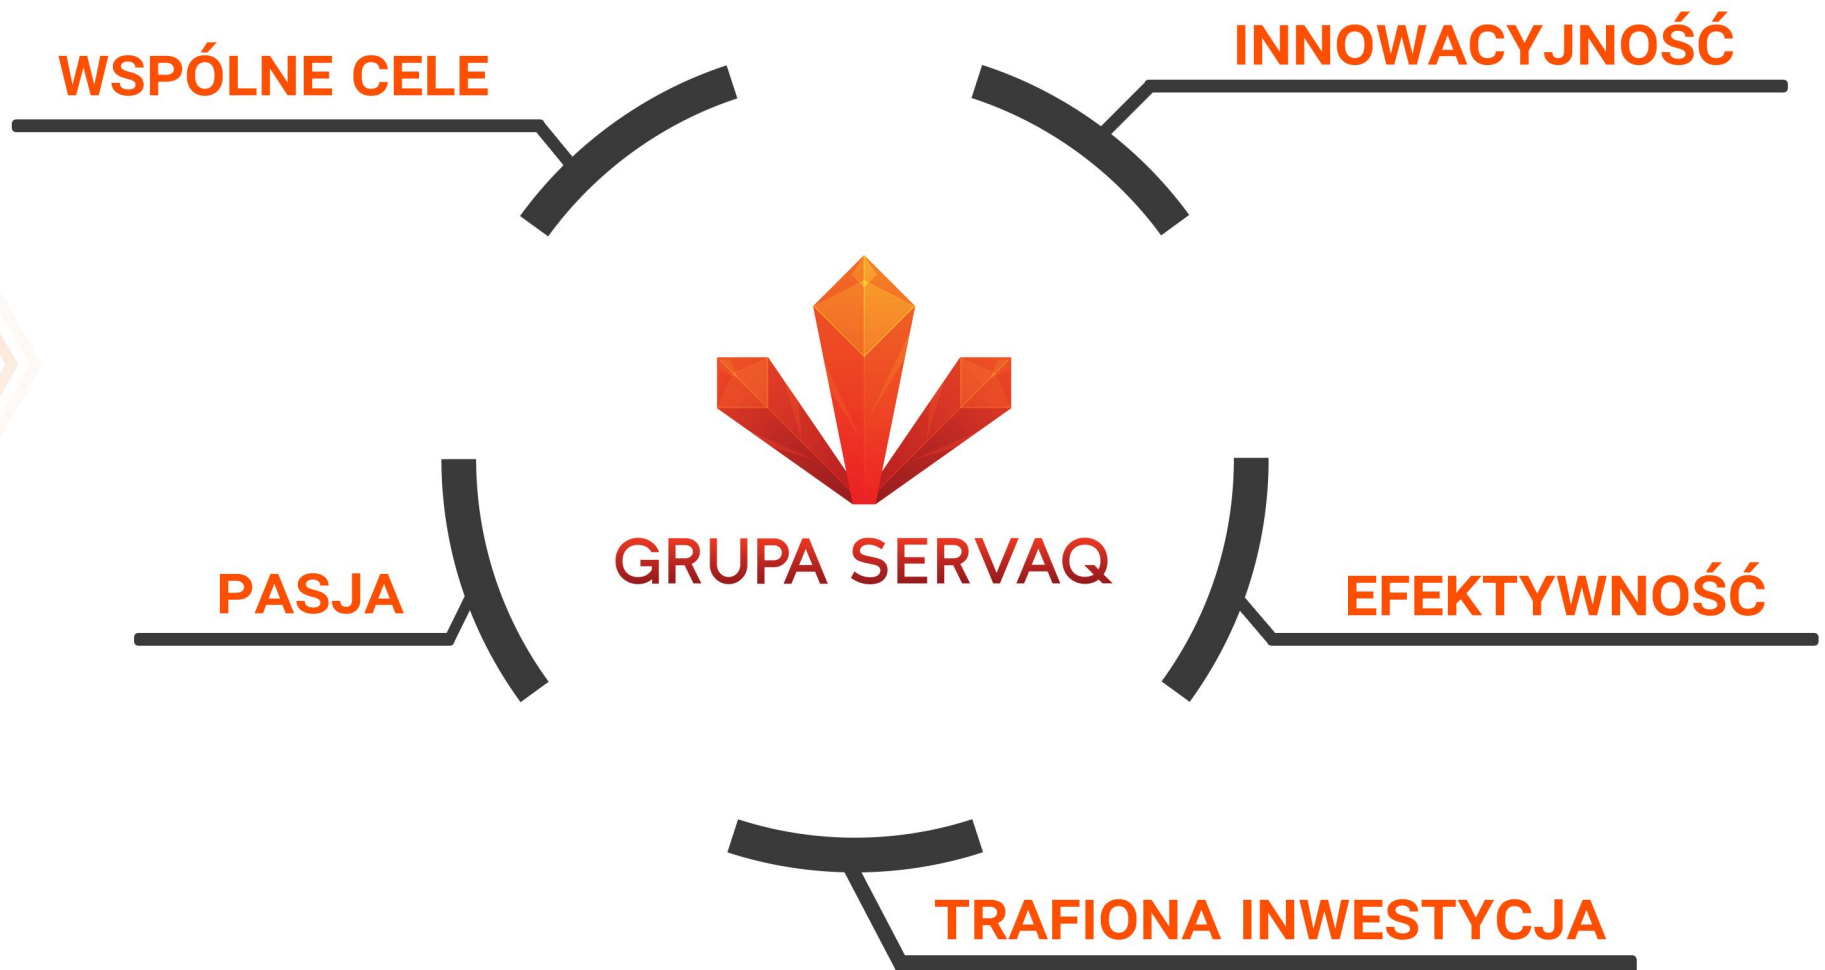 WSPÓLNE CELE
INNOWACYJNOŚĆ
GRUPA SERVAQ
PASJA
EFEKTYWNOŚĆ
TRAFIONA INWESTYCJA